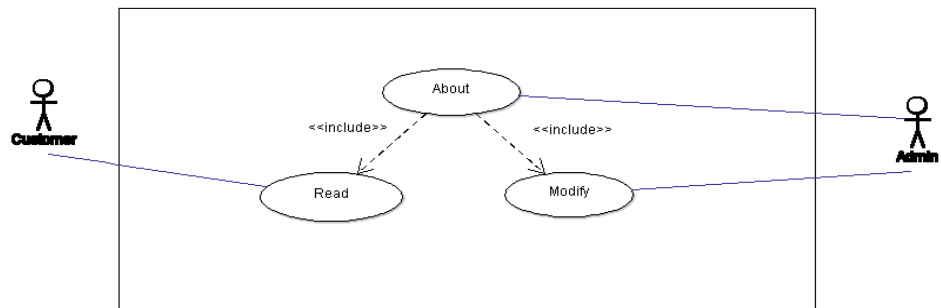 About
<<include>>
<<include>>
Customer
Admin
Read
Modify